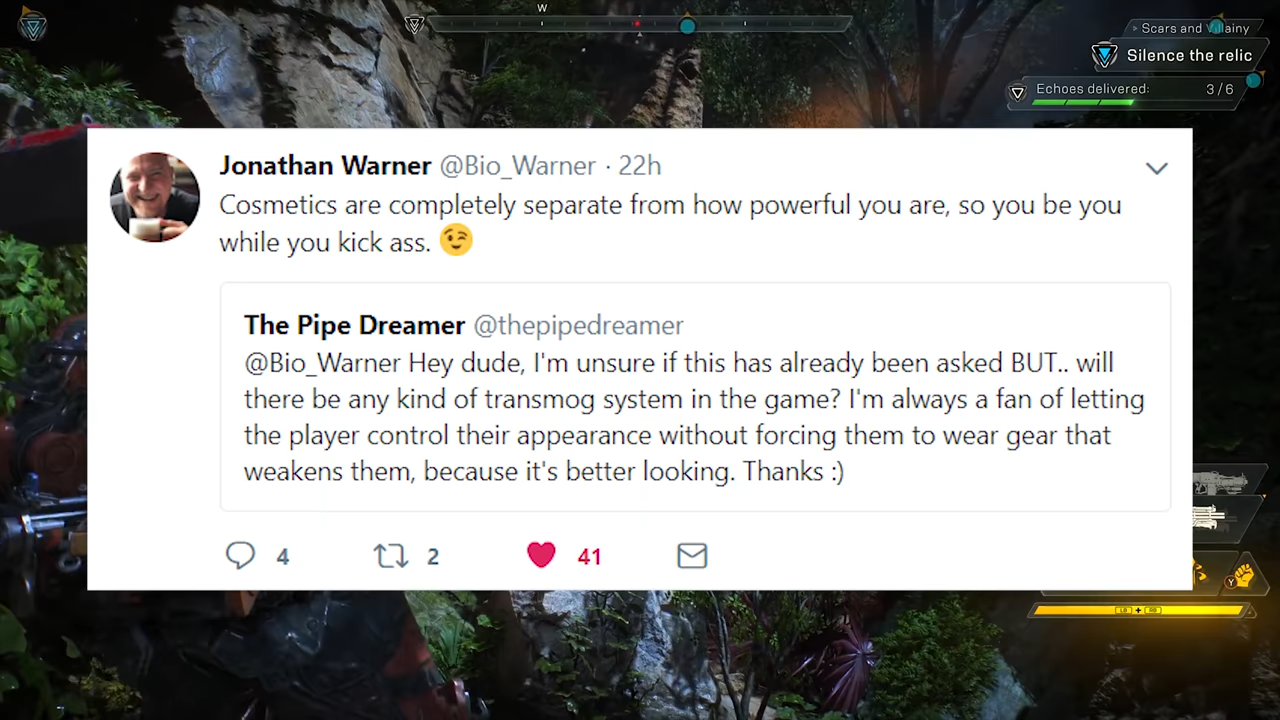 W
> Scars and Villainy
Silence the relic
Echoes delivered: 3/6
Jonathan Warner @Bio_Warner · 22h
Cosmetics are completely separate from how powerful you are, so you be you
while you kick ass. 😉
The Pipe Dreamer @thepipedreamer
@Bio_Warner Hey dude, I'm unsure if this has already been asked BUT.. will
there be any kind of transmog system in the game? I'm always a fan of letting
the player control their appearance without forcing them to wear gear that
weakens them, because it's better looking. Thanks :)
4 2 41
Y
LB + RB